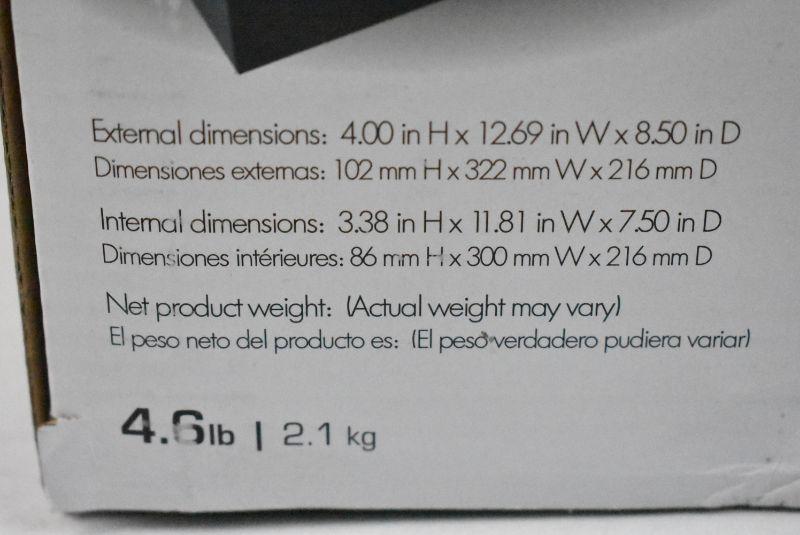 External dimensions: 4.00 in H x 12.69 in W x 8.50 in D
Dimensiones externas: 102 mm H x 322 mm W x 216 mm D
Internal dimensions: 3.38 in H x 11.81 in W x 7.50 in D
Dimensiones intérieures: 86 mm H x 300 mm W x 216 mm D
Net product weight: (Actual weight may vary)
El peso neto del producto es: (El peso verdadero pudiera variar)
4.6lb | 2.1 kg